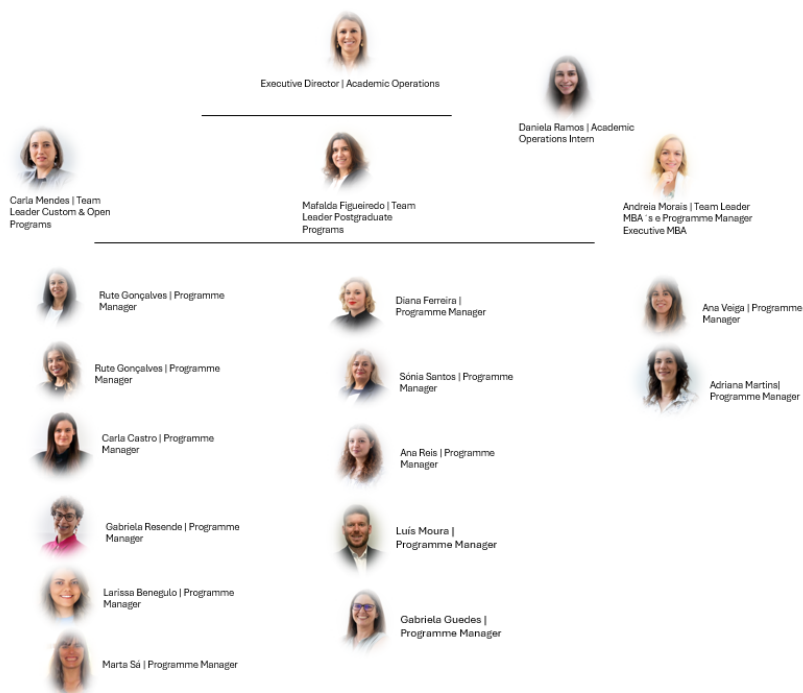 Executive Director | Academic Operations
Daniela Ramos | Academic
Operations Intern
Carla Mendes | Team
Leader Custom & Open
Programs
Mafalda Figueiredo | Team
Leader Postgraduate
Programs
Andreia Morais | Team Leader
MBA´s e Programme Manager
Executive MBA
Rute Gonçalves | Programme
Manager
Diana Ferreira |
Programme Manager
Ana Veiga | Programme
Manager
Rute Gonçalves | Programme
Manager
Sónia Santos | Programme
Manager
Adriana Martins|
Programme Manager
Carla Castro | Programme
Manager
Ana Reis | Programme
Manager
Gabriela Resende | Programme
Manager
Luís Moura |
Programme Manager
Larissa Benegulo | Programme
Manager
Gabriela Guedes |
Programme Manager
Marta Sá | Programme Manager